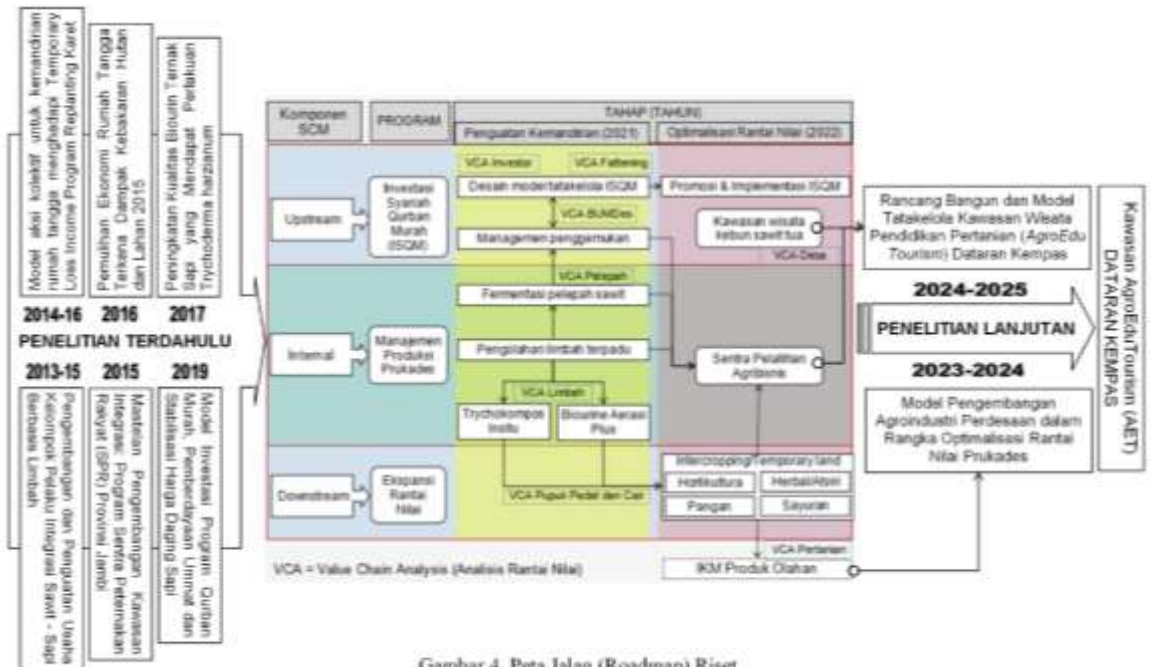 Model aksi kolektif untuk kemandirian
rumah tangga menghadapi Temporary
Loss Income Program Replanting Karet
Pemulihan Ekonomi Rumah Tangga
Terkena Dampak Kebakaran Hutan
dan Lahan 2015
Peningkatan Kualitas Biourin Ternak
Sapi yang Mendapat Perlakuan
Trychoderma harzianum
2014-16
2016
2017
PENELITIAN TERDAHULU
2013-15
2015
2019
Pengembangan dan Penguatan Usaha
Kelompok Pelaku Integrasi Sawit - Sapi
Berbasis Limbah
Masterlan Pengembangan Kawasan
Integrasi Program Sentra Peternakan
Rakyat (SPR) Provinsi Jambi
Model Investasi Program Qurban
Murah, Pemberdayaan Ummat dan
Stabilisasi Harga Daging Sapi
Komponen
SCM
PROGRAM
TAHAP (TAHUN)
Penguatan Kemandirian (2021)
Optimalisasi Rantai Nilai (2022)
Upstream
Investasi
Syariah
Qurban
Murah
(ISQM)
VCA Investor
VCA Fattening
Desain model/tatakelola ISQM
Promosi & Implementasi ISQM
VCA BUMDes
Managemen penggemukan
Kawasan wisata
kebun sawit tua
VCA Desa
VCA Pelepah
Fermentasi pelepah sawit
Internal
Manajemen
Produksi
Prukades
Pengolahan limbah terpadu
Sentra Pelatihan
Agribisnis
VCA Limbah
Trychokompos
Insitu
Biourine Aerasi
Plus
Downstream
Ekspansi
Rantai
Nilai
VCA Pupuk Padat dan Cair
Intercropping/Temporary land
Hortikultura
Herbal/Atsiri
Pangan
Sayuran
VCA Pertanian
VCA = Value Chain Analysis (Analisis Rantai Nilai)
IKM Produk Olahan
Rancang Bangun dan Model
Tatakelola Kawasan Wisata
Pendidikan Pertanian (AgroEdu
Tourism) Dataran Kempas
2024-2025
PENELITIAN LANJUTAN
2023-2024
Model Pengembangan
Agroindustri Perdesaan dalam
Rangka Optimalisasi Rantai
Nilai Prukades
Kawasan AgroEduTourism (AET)
DATARAN KEMPAS
Gambar 4. Peta Jalan (Roadmap) Riset